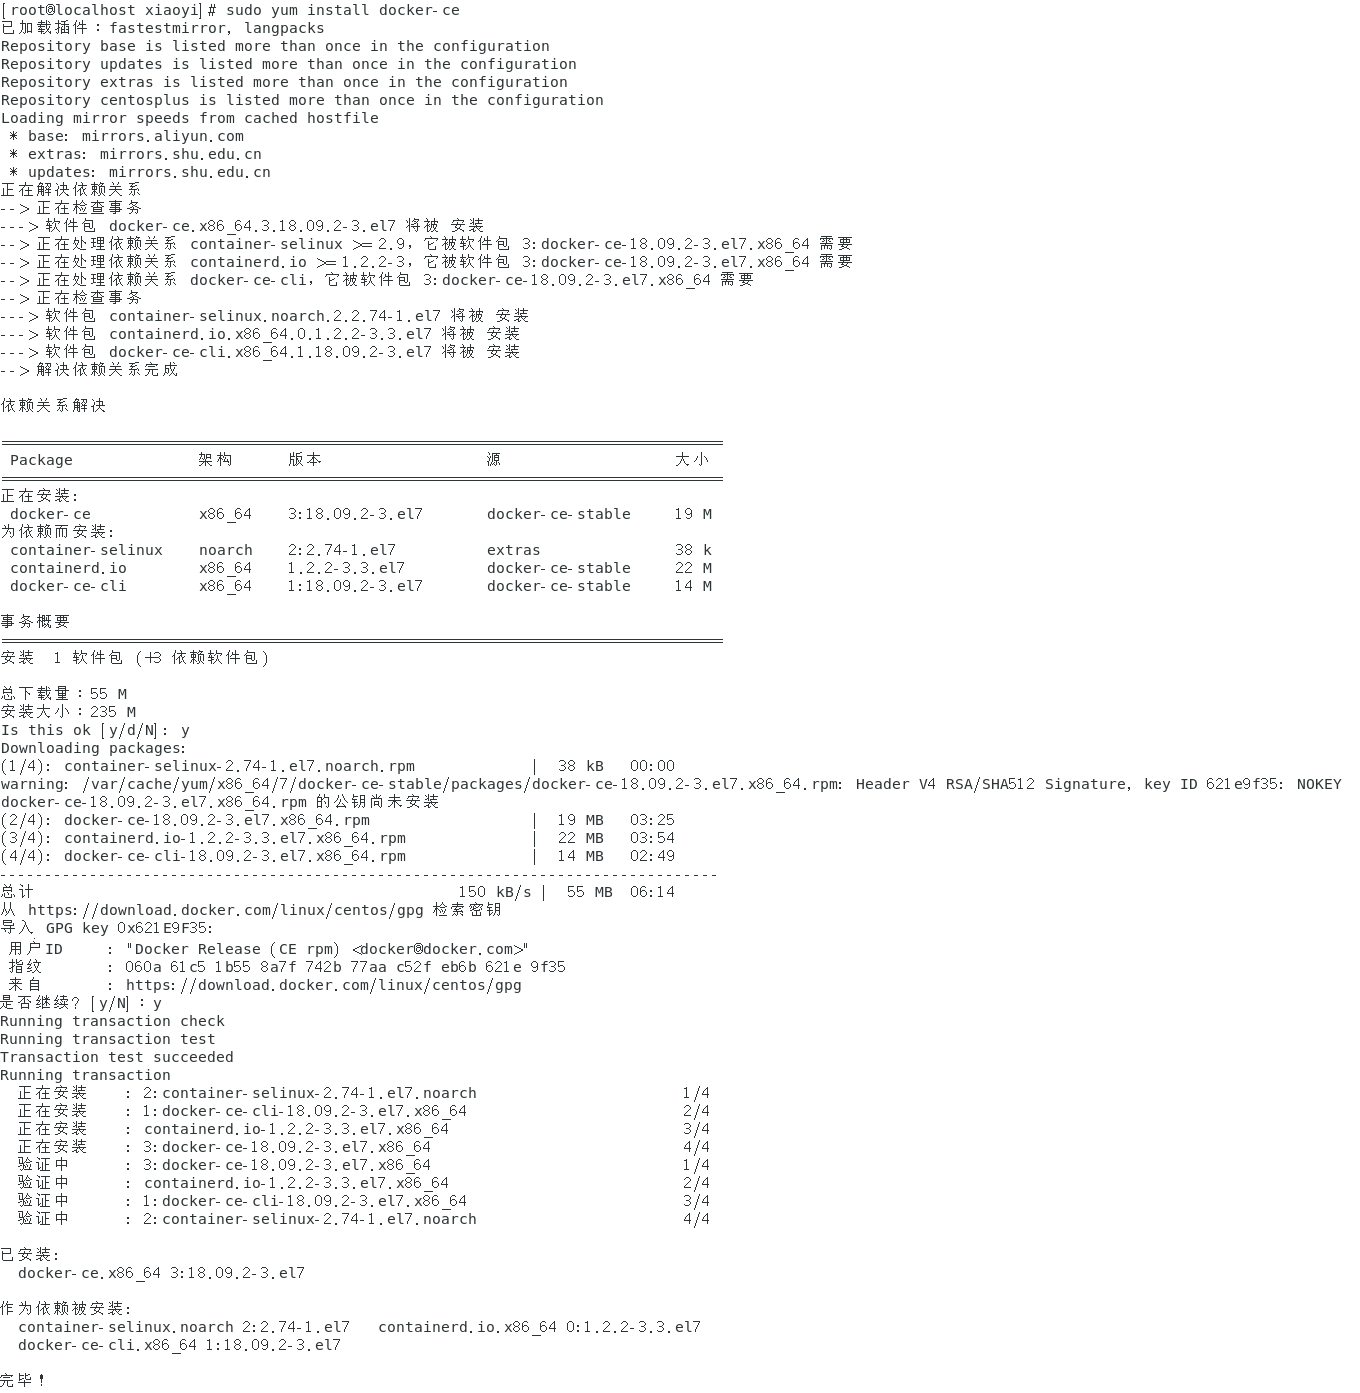 [root@localhost xiaoyi]# sudo yum install docker-ce
已加载插件：fastestmirror, langpacks
Repository base is listed more than once in the configuration
Repository updates is listed more than once in the configuration
Repository extras is listed more than once in the configuration
Repository centosplus is listed more than once in the configuration
Loading mirror speeds from cached hostfile
 * base: mirrors.aliyun.com
 * extras: mirrors.shu.edu.cn
 * updates: mirrors.shu.edu.cn
正在解决依赖关系
--> 正在检查事务
---> 软件包 docker-ce.x86_64.3.18.09.2-3.el7 将被 安装
--> 正在处理依赖关系 container-selinux >= 2.9，它被软件包 3:docker-ce-18.09.2-3.el7.x86_64 需要
--> 正在处理依赖关系 containerd.io >= 1.2.2-3，它被软件包 3:docker-ce-18.09.2-3.el7.x86_64 需要
--> 正在处理依赖关系 docker-ce-cli，它被软件包 3:docker-ce-18.09.2-3.el7.x86_64 需要
--> 正在检查事务
---> 软件包 container-selinux.noarch.2.2.74-1.el7 将被 安装
---> 软件包 containerd.io.x86_64.0.1.2.2-3.3.el7 将被 安装
---> 软件包 docker-ce-cli.x86_64.1.18.09.2-3.el7 将被 安装
--> 解决依赖关系完成
依赖关系解决
================================================================================
 Package              架构      版本                  源                   大小
================================================================================
正在安装:
 docker-ce            x86_64    3:18.09.2-3.el7       docker-ce-stable     19 M
为依赖而安装:
 container-selinux    noarch    2:2.74-1.el7          extras               38 k
 containerd.io        x86_64    1.2.2-3.3.el7         docker-ce-stable     22 M
 docker-ce-cli        x86_64    1:18.09.2-3.el7       docker-ce-stable     14 M
事务概要
================================================================================
安装  1 软件包 (+3 依赖软件包)
总下载量：55 M
安装大小：235 M
Is this ok [y/d/N]: y
Downloading packages:
(1/4): container-selinux-2.74-1.el7.noarch.rpm             |  38 kB   00:00
warning: /var/cache/yum/x86_64/7/docker-ce-stable/packages/docker-ce-18.09.2-3.el7.x86_64.rpm: Header V4 RSA/SHA512 Signature, key ID 621e9f35: NOKEY
docker-ce-18.09.2-3.el7.x86_64.rpm 的公钥尚未安装
(2/4): docker-ce-18.09.2-3.el7.x86_64.rpm                  |  19 MB   03:25
(3/4): containerd.io-1.2.2-3.3.el7.x86_64.rpm              |  22 MB   03:54
(4/4): docker-ce-cli-18.09.2-3.el7.x86_64.rpm              |  14 MB   02:49
--------------------------------------------------------------------------------
总计                                               150 kB/s |  55 MB  06:14
从 https://download.docker.com/linux/centos/gpg 检索密钥
导入 GPG key 0x621E9F35:
 用户ID     : "Docker Release (CE rpm) <docker@docker.com>"
 指纹       : 060a 61c5 1b55 8a7f 742b 77aa c52f eb6b 621e 9f35
 来自       : https://download.docker.com/linux/centos/gpg
是否继续？[y/N]：y
Running transaction check
Running transaction test
Transaction test succeeded
Running transaction
  正在安装    : 2:container-selinux-2.74-1.el7.noarch                       1/4
  正在安装    : 1:docker-ce-cli-18.09.2-3.el7.x86_64                        2/4
  正在安装    : containerd.io-1.2.2-3.3.el7.x86_64                          3/4
  正在安装    : 3:docker-ce-18.09.2-3.el7.x86_64                            4/4
  验证中      : 3:docker-ce-18.09.2-3.el7.x86_64                            1/4
  验证中      : containerd.io-1.2.2-3.3.el7.x86_64                          2/4
  验证中      : 1:docker-ce-cli-18.09.2-3.el7.x86_64                        3/4
  验证中      : 2:container-selinux-2.74-1.el7.noarch                       4/4
已安装:
  docker-ce.x86_64 3:18.09.2-3.el7
作为依赖被安装:
  container-selinux.noarch 2:2.74-1.el7   containerd.io.x86_64 0:1.2.2-3.3.el7
  docker-ce-cli.x86_64 1:18.09.2-3.el7
完毕！